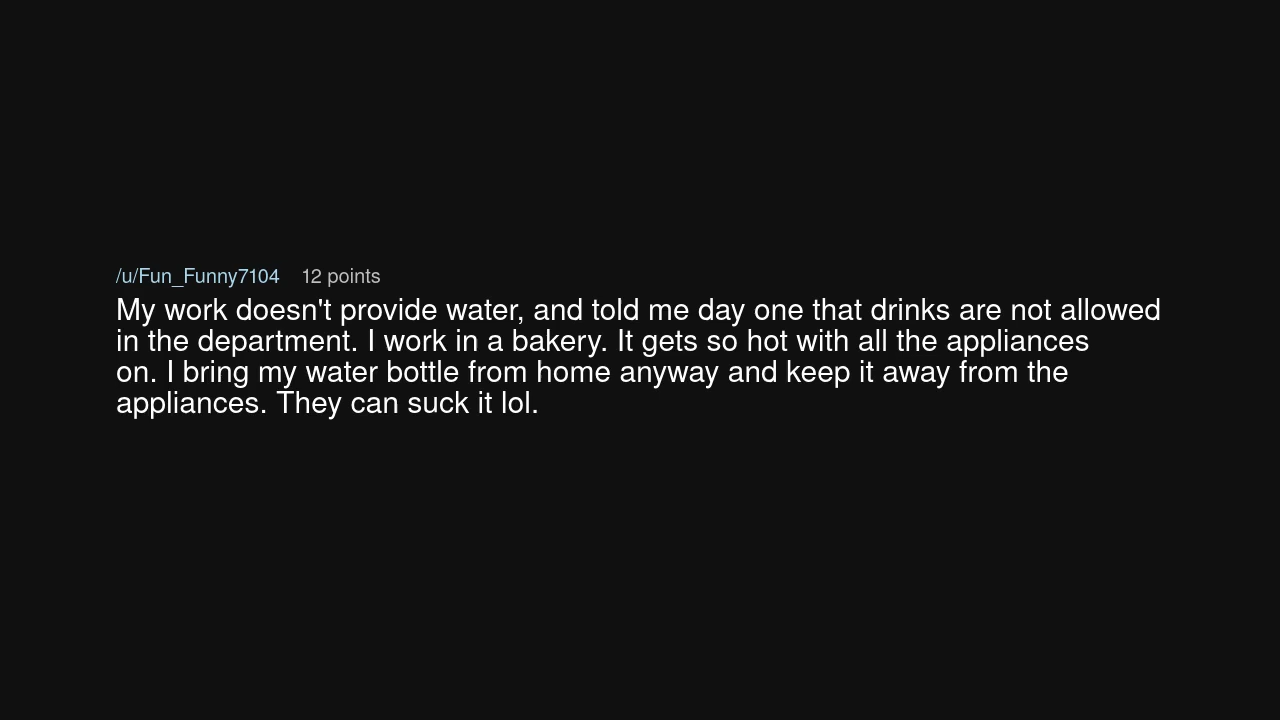 /u/Fun_Funny7104 12 points
My work doesn't provide water, and told me day one that drinks are not allowed
in the department. I work in a bakery. It gets so hot with all the appliances
on. I bring my water bottle from home anyway and keep it away from the
appliances. They can suck it lol.